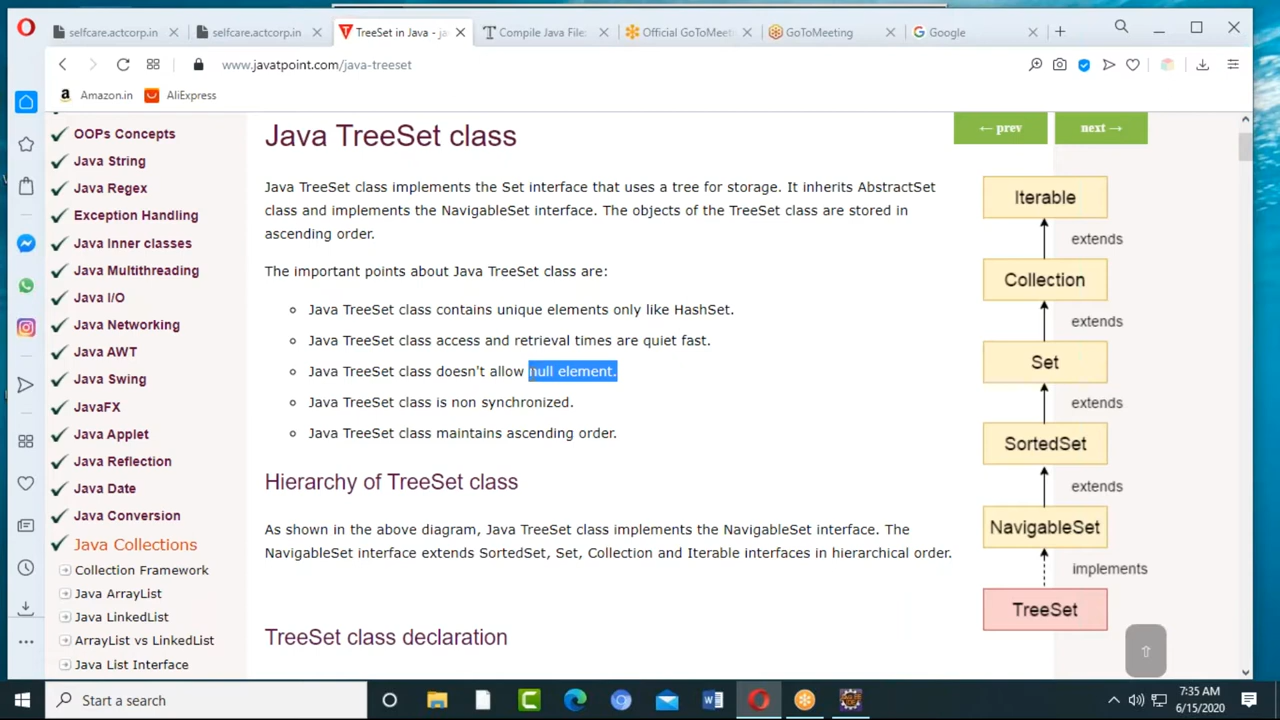 selfcare.actcorp.in
selfcare.actcorp.in
TreeSet in Java - ja
Compile Java File
Official GoToMeeti
GoToMeeting
Google
www.javatpoint.com/java-treeset
Amazon.in
AliExpress
OOPs Concepts
Java String
Java Regex
Exception Handling
Java Inner classes
Java Multithreading
Java I/O
Java Networking
Java AWT
Java Swing
JavaFX
Java Applet
Java Reflection
Java Date
Java Conversion
Java Collections
Collection Framework
Java ArrayList
Java LinkedList
ArrayList vs LinkedList
Java List Interface
Java TreeSet class
← prev
next →
Java TreeSet class implements the Set interface that uses a tree for storage. It inherits AbstractSet
class and implements the NavigableSet interface. The objects of the TreeSet class are stored in
ascending order.
The important points about Java TreeSet class are:
Java TreeSet class contains unique elements only like HashSet.
Java TreeSet class access and retrieval times are quiet fast.
Java TreeSet class doesn't allow null element.
Java TreeSet class is non synchronized.
Java TreeSet class maintains ascending order.
Hierarchy of TreeSet class
As shown in the above diagram, Java TreeSet class implements the NavigableSet interface. The
NavigableSet interface extends SortedSet, Set, Collection and Iterable interfaces in hierarchical order.
TreeSet class declaration
Iterable
extends
Collection
extends
Set
extends
SortedSet
extends
NavigableSet
implements
TreeSet
Start a search
7:35 AM
6/15/2020